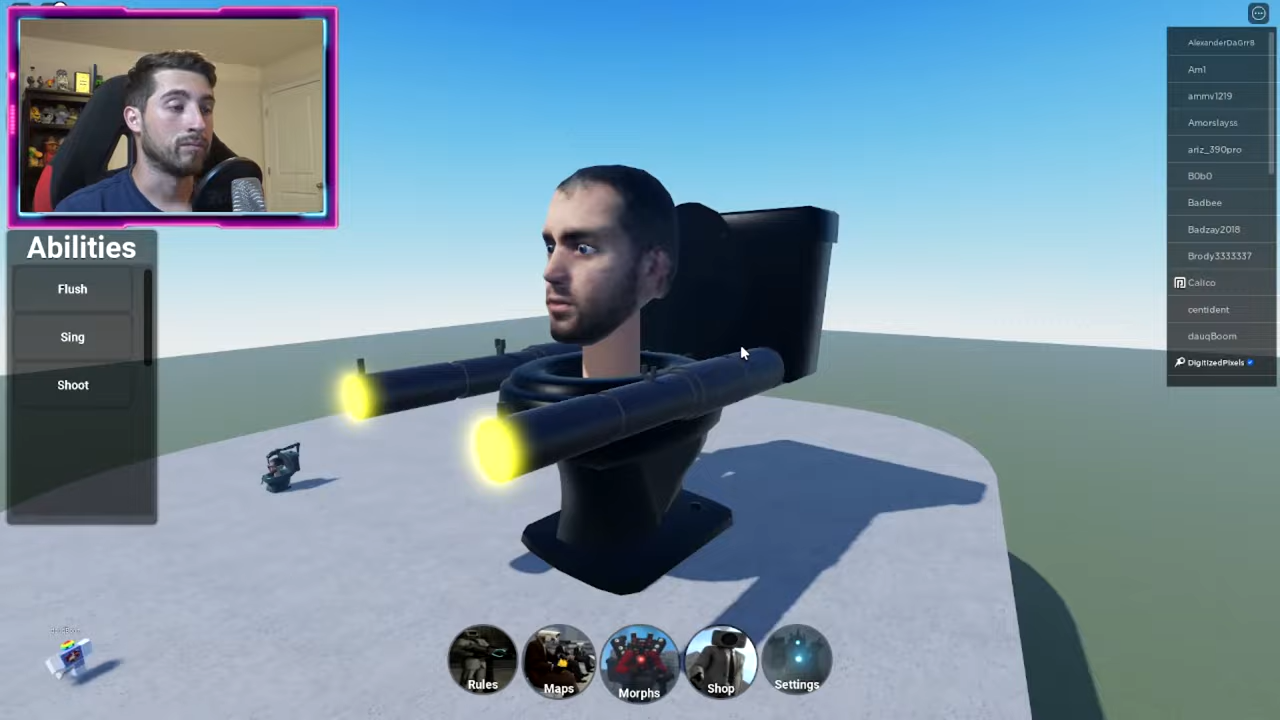 Abilities
Flush
Sing
Shoot
AlexanderDaGrr8
Am1
ammv1219
Amorslayss
ariz_390pro
B0b0
Badbee
Badzay2018
Brody3333337
Calico
centident
dauqBoom
DigitizedPixels
Rules
Maps
Morphs
Shop
Settings